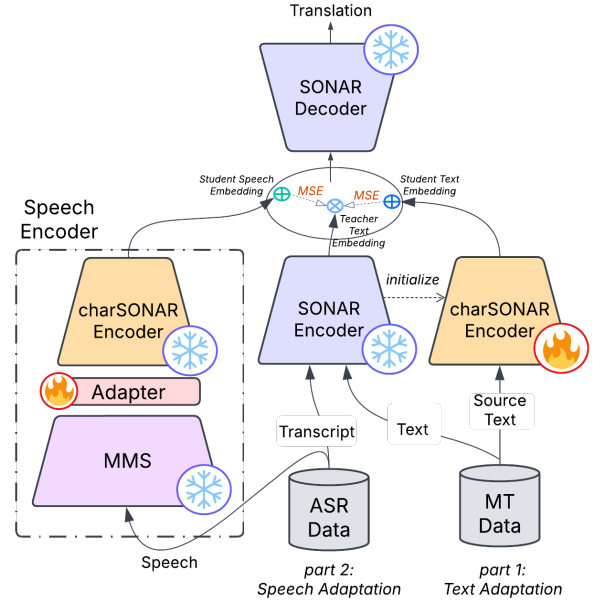 Translation
SONAR
Decoder
Student Speech
Embedding
MSE
MSE
Student Text
Embedding
Teacher
Text
Embedding
Speech
Encoder
charSONAR
Encoder
SONAR
Encoder
initialize
charSONAR
Encoder
Adapter
Source
Text
Transcript
Text
MMS
ASR
Data
MT
Data
Speech
part 2:
Speech Adaptation
part 1:
Text Adaptation